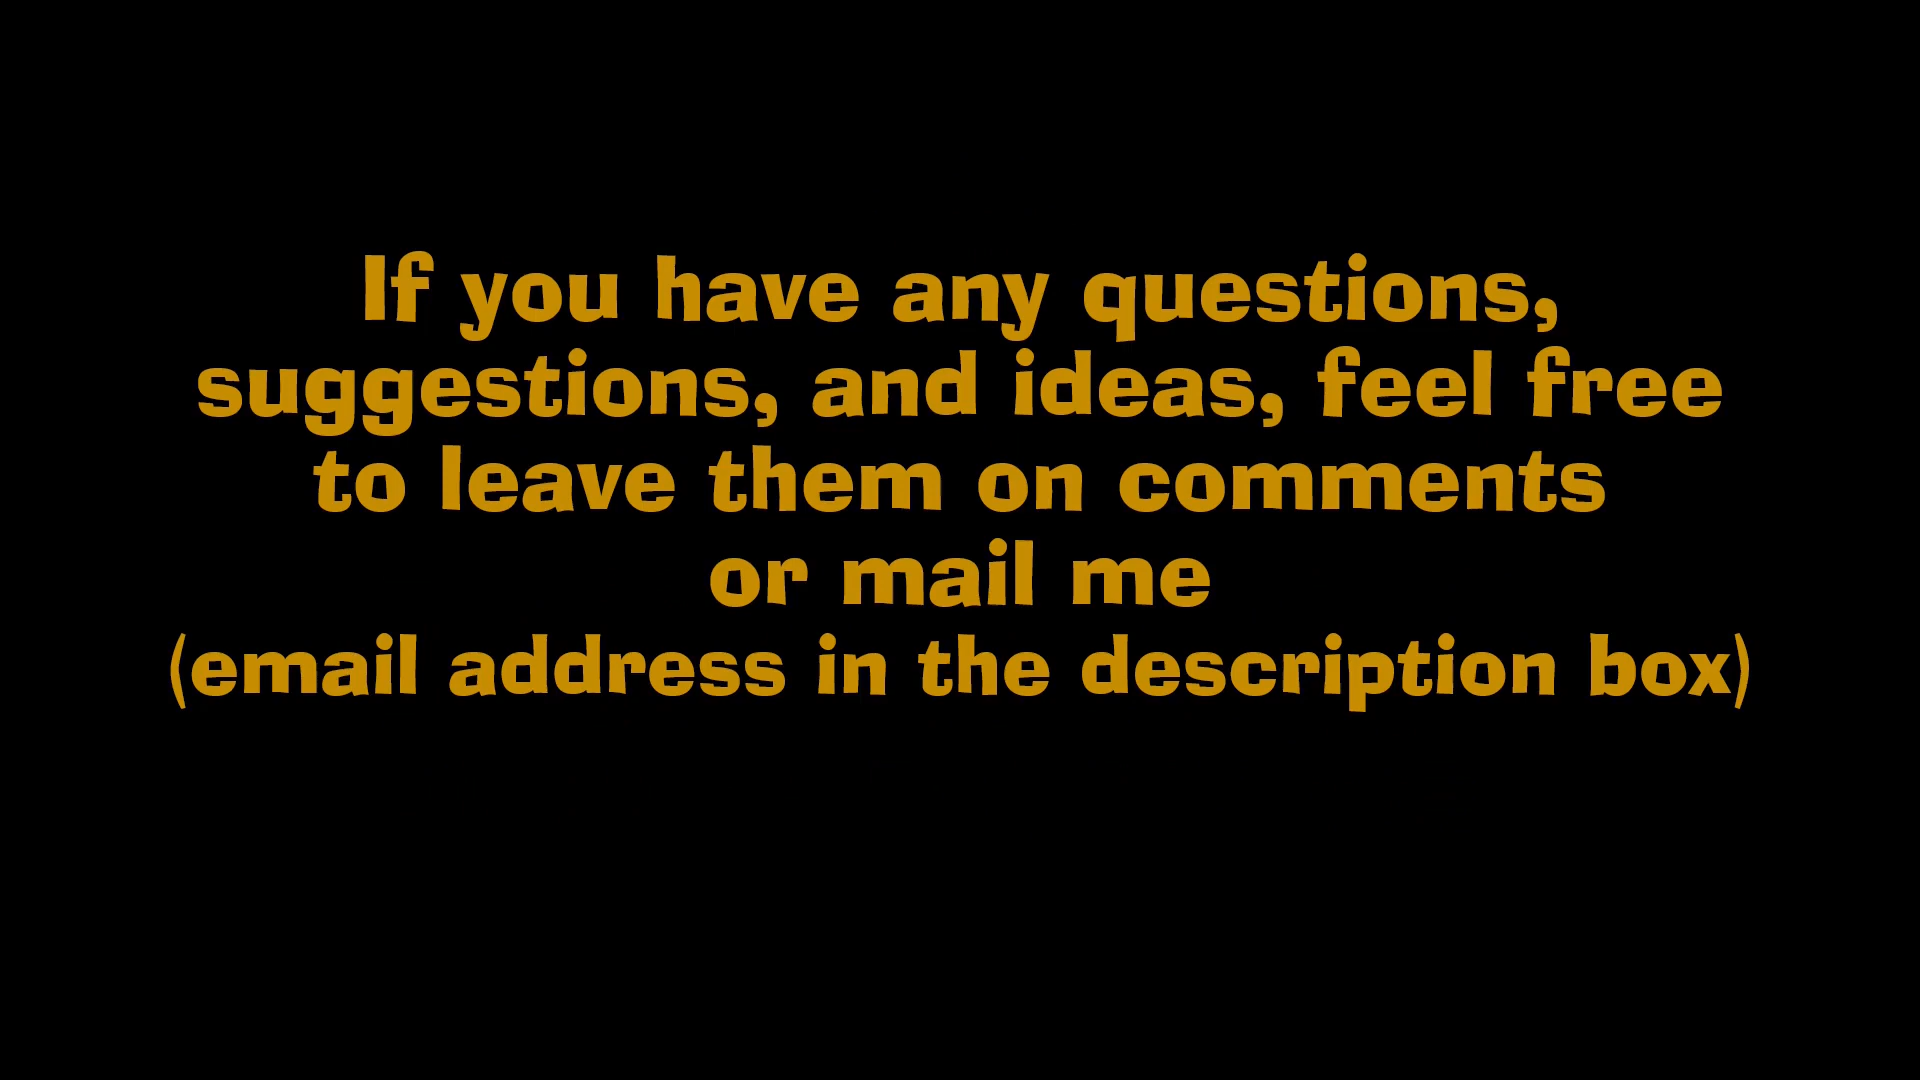 If you have any questions,
suggestions, and ideas, feel free
to leave them on comments
or mail me
(email address in the description box)